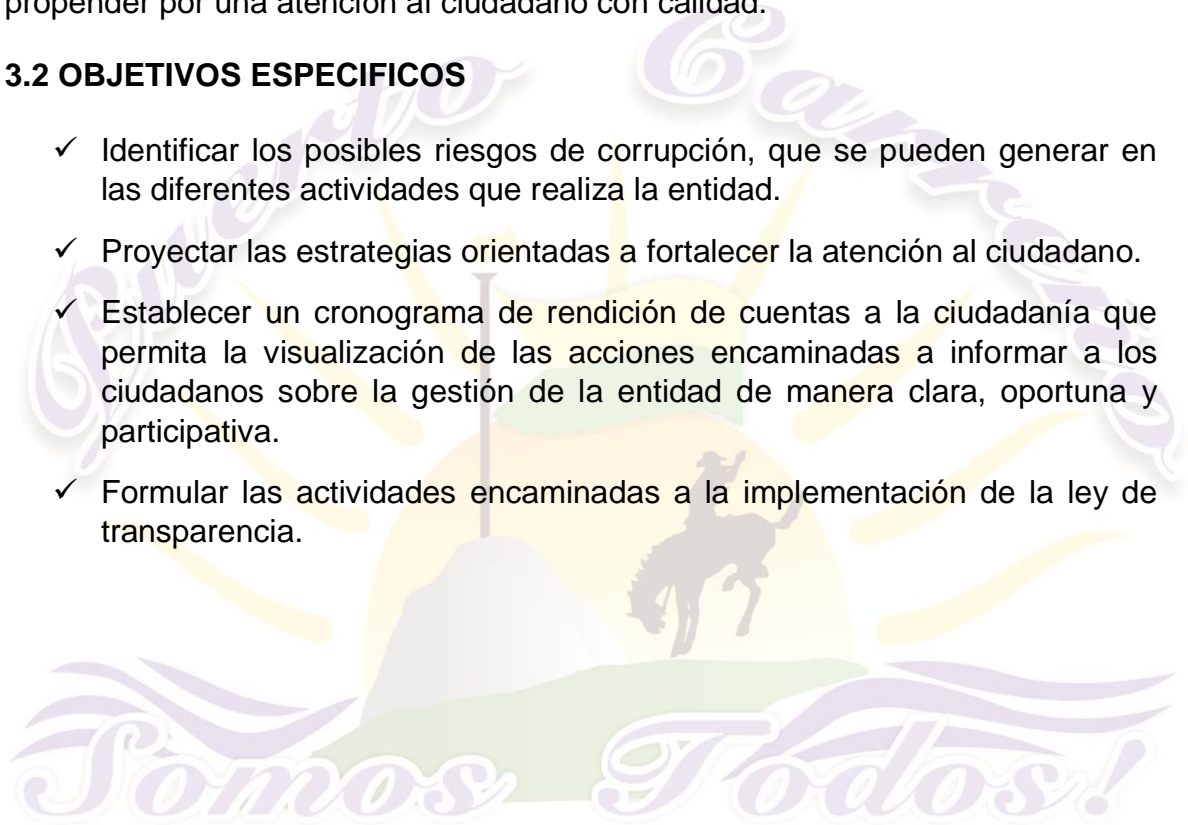 propender por una atención al ciudadano con calidad.
3.2 OBJETIVOS ESPECIFICOS
✓ Identificar los posibles riesgos de corrupción, que se pueden generar en
las diferentes actividades que realiza la entidad.
✓ Proyectar las estrategias orientadas a fortalecer la atención al ciudadano.
✓ Establecer un cronograma de rendición de cuentas a la ciudadanía que
permita la visualización de las acciones encaminadas a informar a los
ciudadanos sobre la gestión de la entidad de manera clara, oportuna y
participativa.
✓ Formular las actividades encaminadas a la implementación de la ley de
transparencia.
Puerto Carreño
Somos Todos!